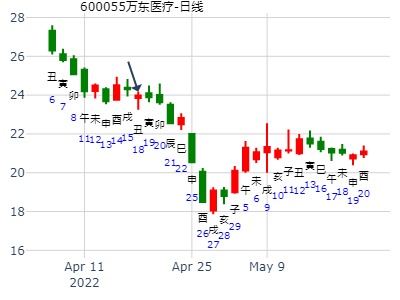 600055万东医疗-日线
28
26
24
22
20
18
16
丑
6
寅
7
卯
8
午
11
未
12
申
13
酉
14
戌
15
丑
18
寅
19
卯
20
辰
21
巳
22
申
25
酉
26
戌
27
亥
28
子
29
午
5
未
6
戌
9
亥
10
子
11
丑
12
寅
13
巳
16
午
17
未
18
申
19
酉
20
Apr 11
2022
Apr 25
May 9